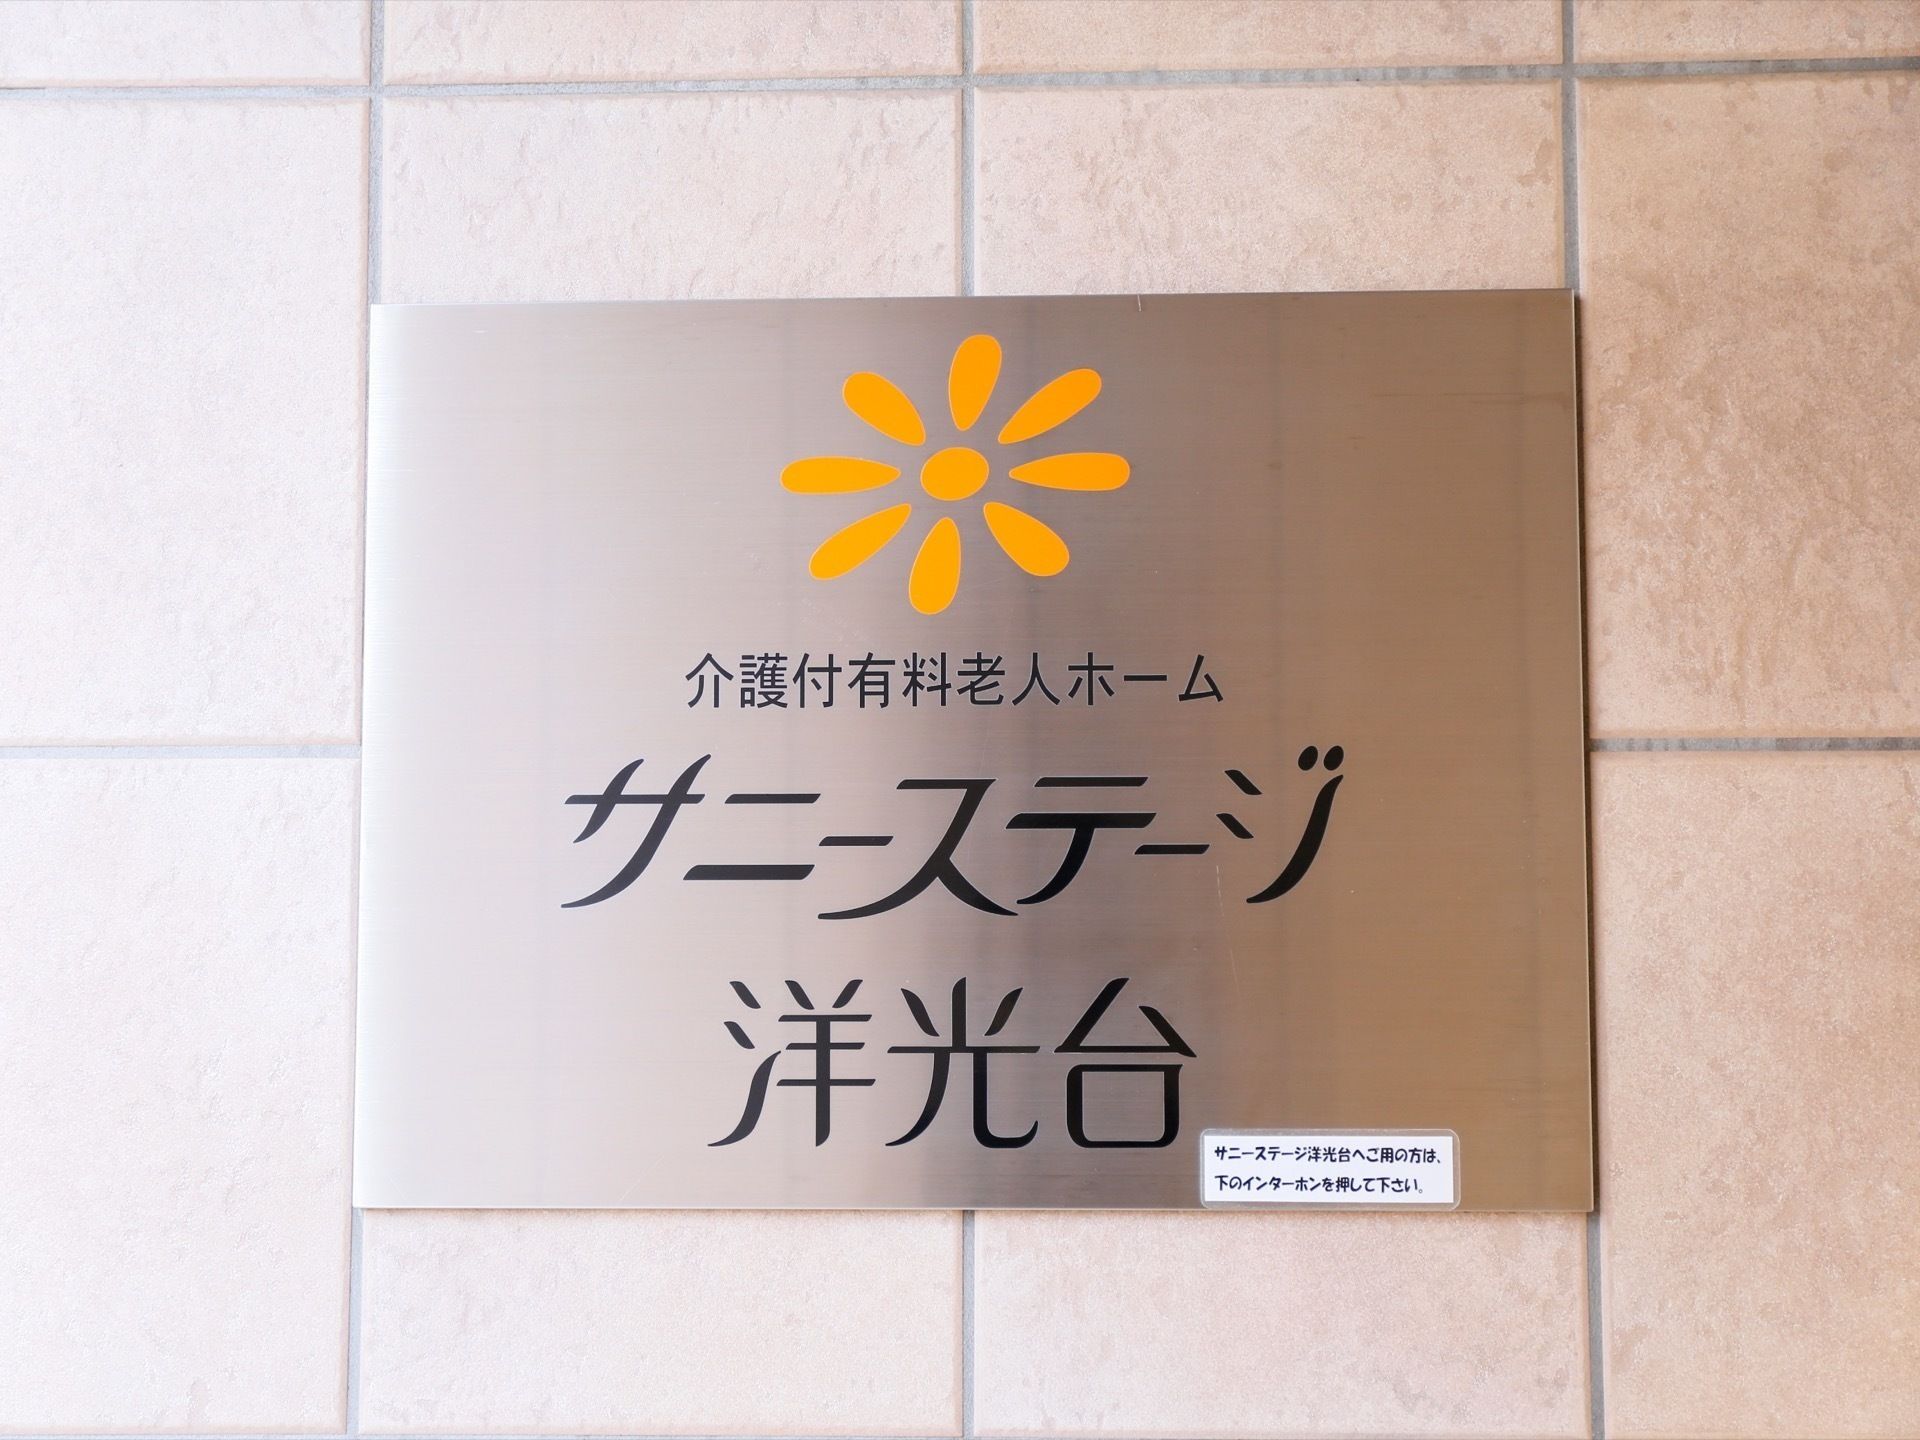 介護付有料老人ホーム
サニーステージ
洋光台
サニーステージ洋光台へご用の方は、
下のインターホンを押して下さい。